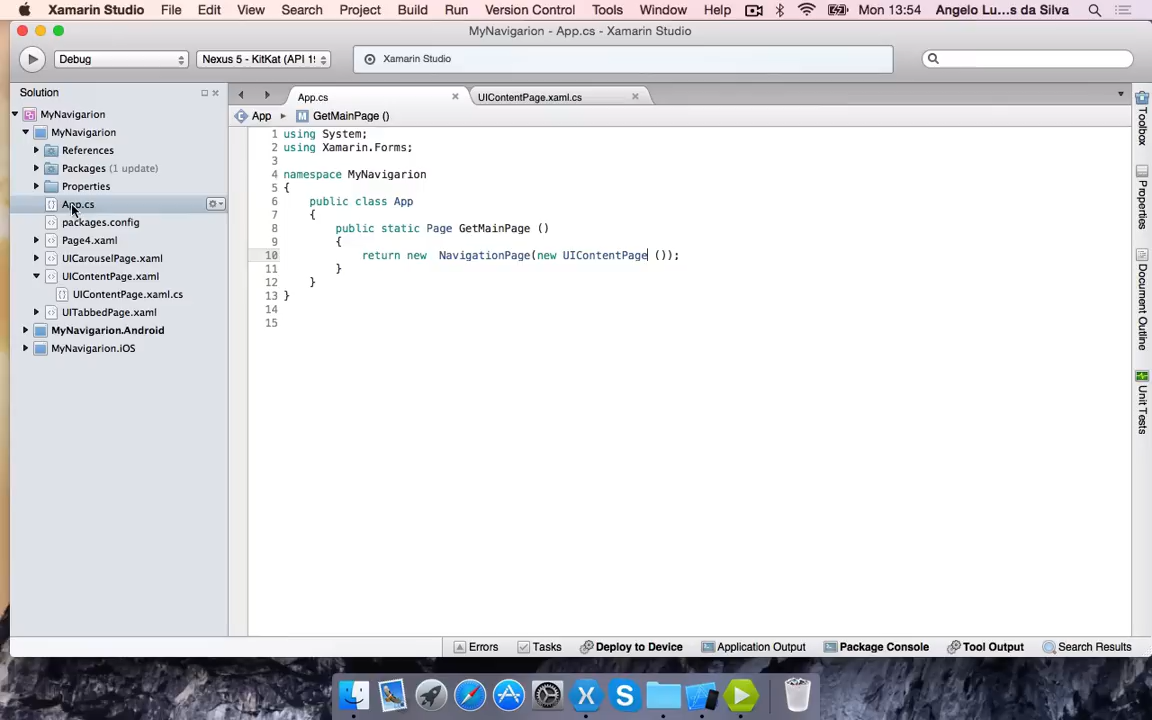 Xamarin Studio File Edit View Search Project Build Run Version Control Tools Window Help Mon 13:54 Angelo Lu...s da Silva
MyNavigarion - App.cs - Xamarin Studio
Debug Nexus 5 - KitKat (API 19 Xamarin Studio
Solution
MyNavigarion
MyNavigarion
References
Packages (1 update)
Properties
App.cs
packages.config
Page4.xaml
UICarouselPage.xaml
UIContentPage.xaml
UIContentPage.xaml.cs
UITabbedPage.xaml
MyNavigarion.Android
MyNavigarion.iOS
App.cs UIContentPage.xaml.cs
App GetMainPage ()
1 using System;
2 using Xamarin.Forms;
3
4 namespace MyNavigarion
5 {
6 public class App
7 {
8 public static Page GetMainPage ()
9 {
10 return new NavigationPage(new UIContentPage ());
11 }
12 }
13 }
14
15
Toolbox
Properties
Document Outline
Unit Tests
Errors Tasks Deploy to Device Application Output Package Console Tool Output Search Results